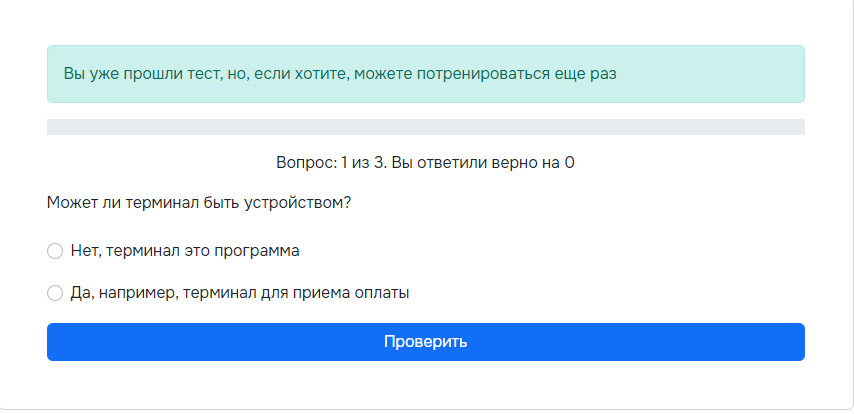 Вы уже прошли тест, но, если хотите, можете потренироваться еще раз
Вопрос: 1 из 3. Вы ответили верно на 0
Может ли терминал быть устройством?
Нет, терминал это программа
Да, например, терминал для приема оплаты
Проверить